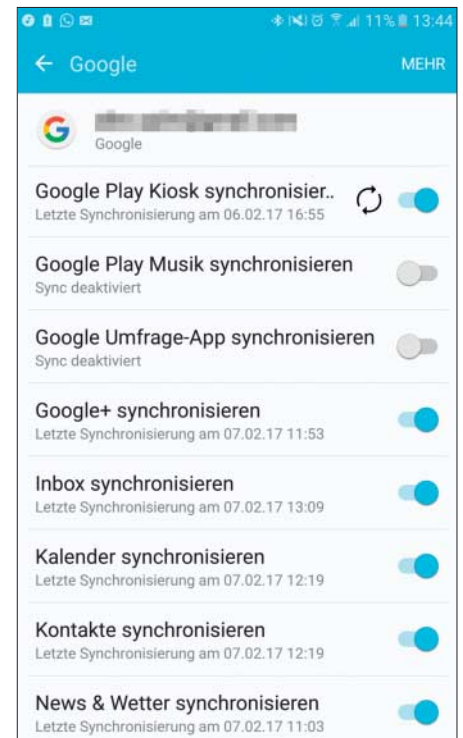 11% 13:44
Google MEHR
Google
Google Play Kiosk synchronisier..
Letzte Synchronisierung am 06.02.17 16:55
Google Play Musik synchronisieren
Sync deaktiviert
Google Umfrage-App synchronisieren
Sync deaktiviert
Google+ synchronisieren
Letzte Synchronisierung am 07.02.17 11:53
Inbox synchronisieren
Letzte Synchronisierung am 07.02.17 13:09
Kalender synchronisieren
Letzte Synchronisierung am 07.02.17 12:19
Kontakte synchronisieren
Letzte Synchronisierung am 07.02.17 12:19
News & Wetter synchronisieren
Letzte Synchronisierung am 07.02.17 11:03